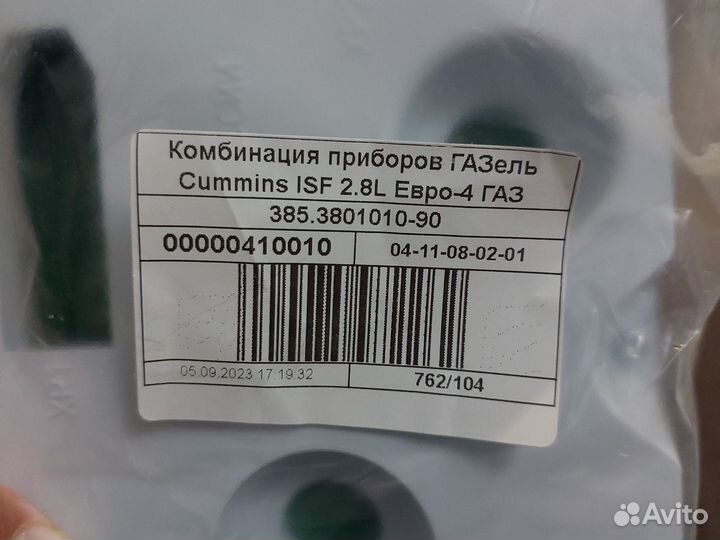 Комбинация приборов ГАЗель
Cummins ISF 2.8L Евро-4 ГАЗ
385.3801010-90
00000410010 04-11-08-02-01
05.09.2023 17:19:32 762/104
Avito